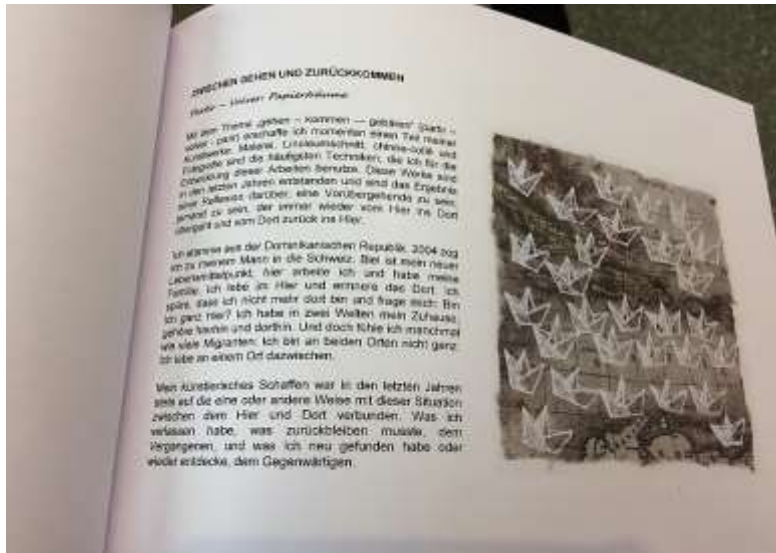 ZWISCHEN GEHEN UND ZURÜCKKOMMEN
Partir – Volver: Papierbäume
Mit dem Thema „gehen – kommen – gebären“ (partir –
volver - parir) erschaffe ich momentan einen Teil meiner
Kunstwerke. Malerei, Linoleumschnitt, chinne-collé und
Fotografie sind die häufigsten Techniken, die ich für die
Entwicklung dieser Arbeiten benutze. Diese Werke sind
in den letzten Jahren entstanden und sind das Ergebnis
einer Reflexion darüber, eine Vorübergehende zu sein,
jemand zu sein, der immer wieder vom Hier ins Dort
übergeht und vom Dort zurück ins Hier.
Ich stamme aus der Dominikanischen Republik. 2004 zog
ich zu meinem Mann in die Schweiz. Biel ist mein neuer
Lebensmittelpunkt, hier arbeite ich und habe meine
Familie. Ich lebe im Hier und erinnere das Dort. Ich
spüre, dass ich nicht mehr dort bin und frage mich: Bin
ich ganz hier? Ich habe in zwei Welten mein Zuhause,
gehöre hierhin und dorthin. Und doch fühle ich manchmal
wie viele Migranten: Ich bin an beiden Orten nicht ganz.
Ich lebe an einem Ort dazwischen.
Mein künstlerisches Schaffen war in den letzten Jahren
stets auf die eine oder andere Weise mit dieser Situation
zwischen dem Hier und Dort verbunden. Was ich
verlassen habe, was zurückbleiben musste, dem
Vergangenen, und was ich neu gefunden habe oder
wieder entdecke, dem Gegenwärtigen.